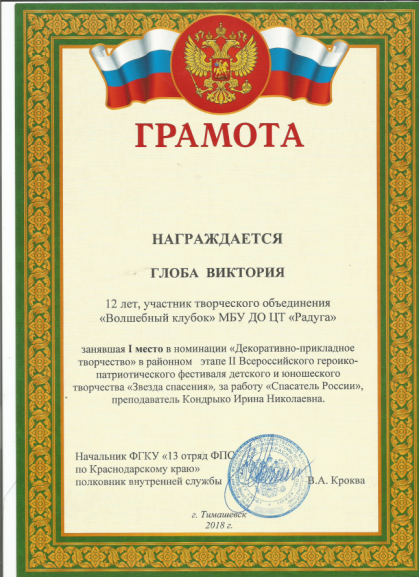 ГРАМОТА
НАГРАЖДАЕТСЯ
ГЛОБА ВИКТОРИЯ
12 лет, участник творческого объединения
«Волшебный клубок» МБУ ДО ЦТ «Радуга»
занявшая I место в номинации «Декоративно-прикладное
творчество» в районном этапе II Всероссийского героико-
патриотического фестиваля детского и юношеского
творчества «Звезда спасения», за работу «Спасатель России»,
преподаватель Кондрыко Ирина Николаевна.
Начальник ФГКУ «13 отряд ФПС
по Краснодарскому краю»
полковник внутренней службы В.А. Кроква
г. Тимашевск
2018 г.